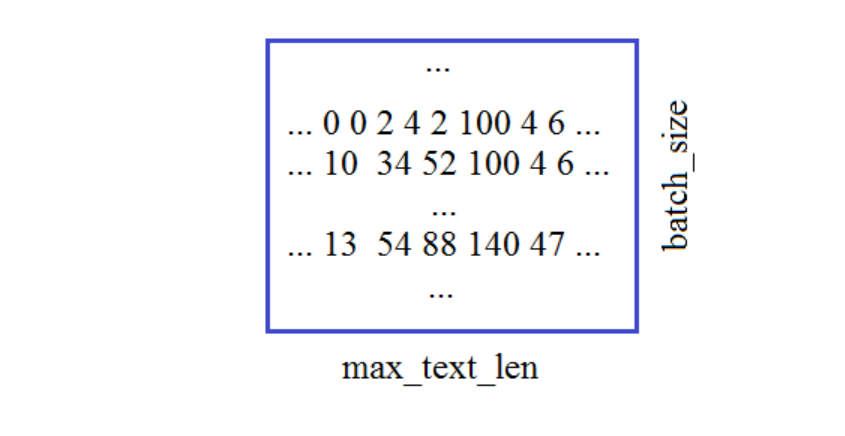 ...
... 0 0 2 4 2 100 4 6 ...
... 10 34 52 100 4 6 ...
...
... 13 54 88 140 47 ...
...
batch_size
max_text_len